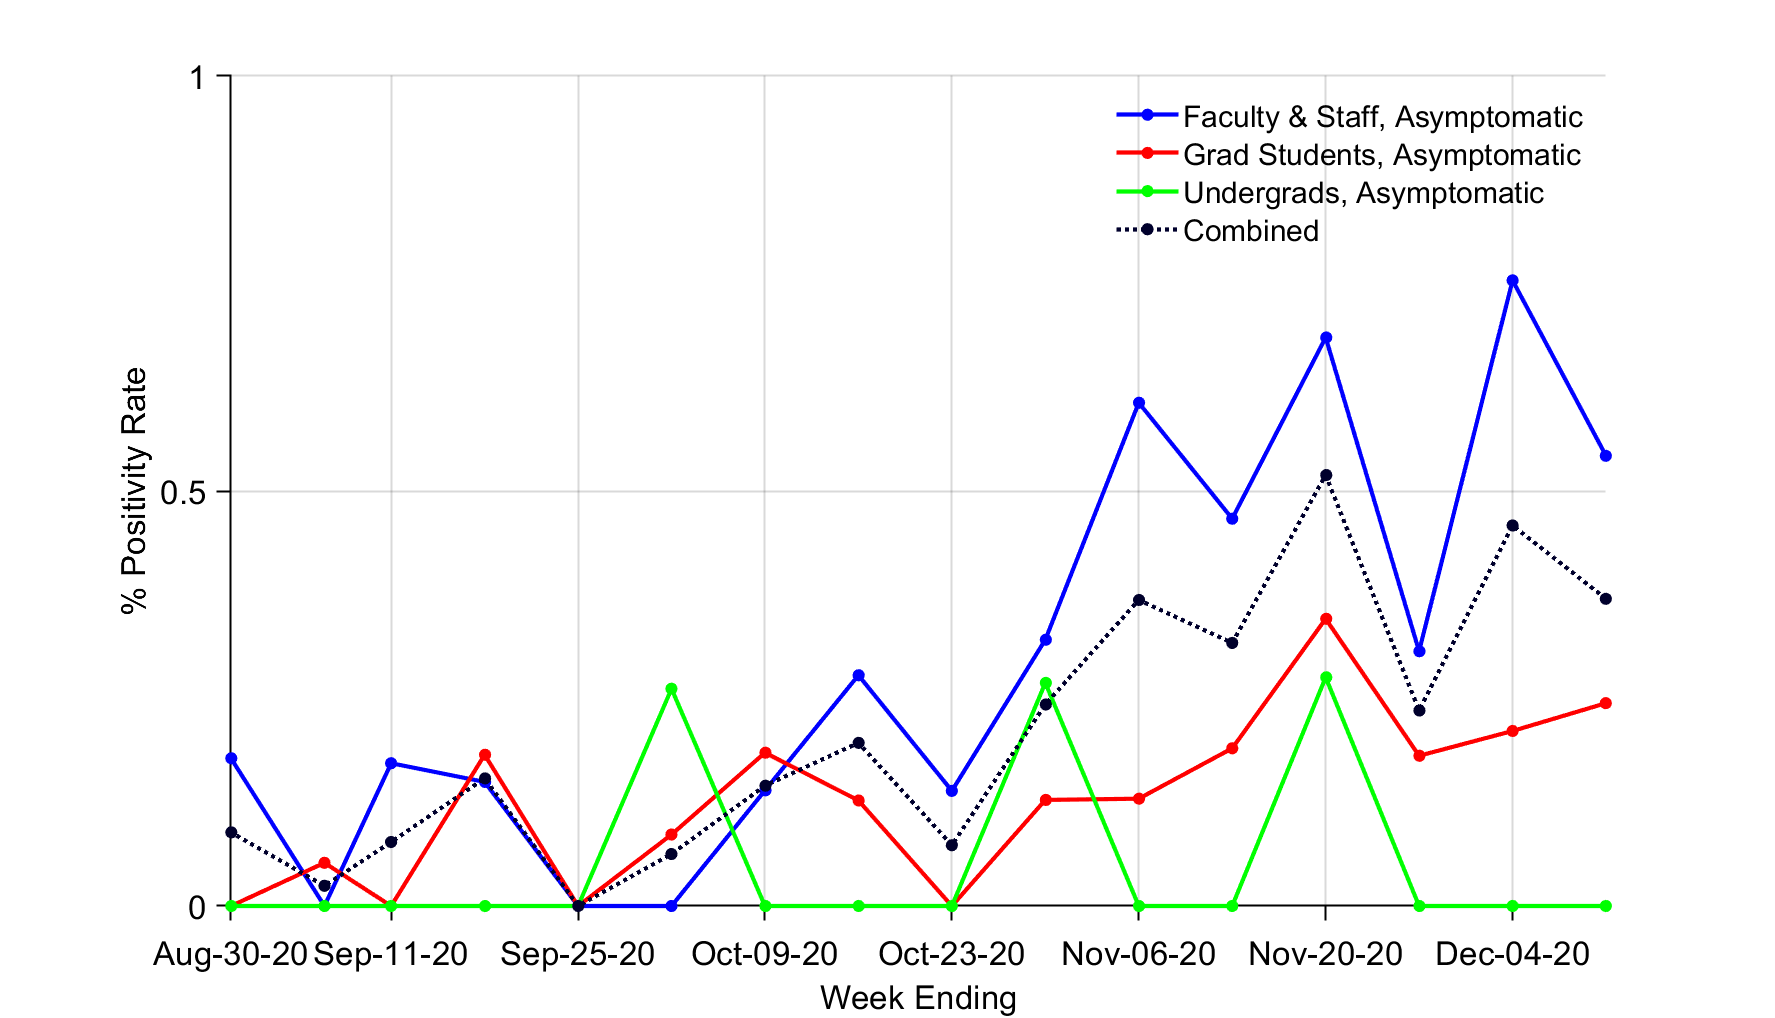 1
Faculty & Staff, Asymptomatic
Grad Students, Asymptomatic
Undergrads, Asymptomatic
Combined
% Positivity Rate
0.5
0
Aug-30-20 Sep-11-20 Sep-25-20 Oct-09-20 Oct-23-20 Nov-06-20 Nov-20-20 Dec-04-20
Week Ending